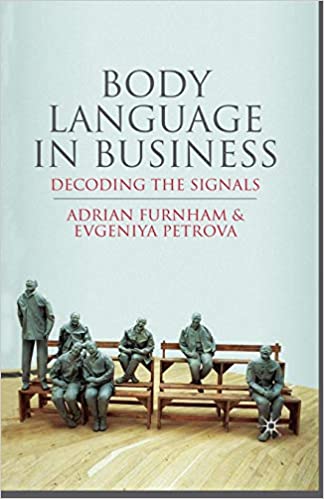 BODY
LANGUAGE
IN BUSINESS
DECODING THE SIGNALS
ADRIAN FURNHAM &
EVGENIYA PETROVA